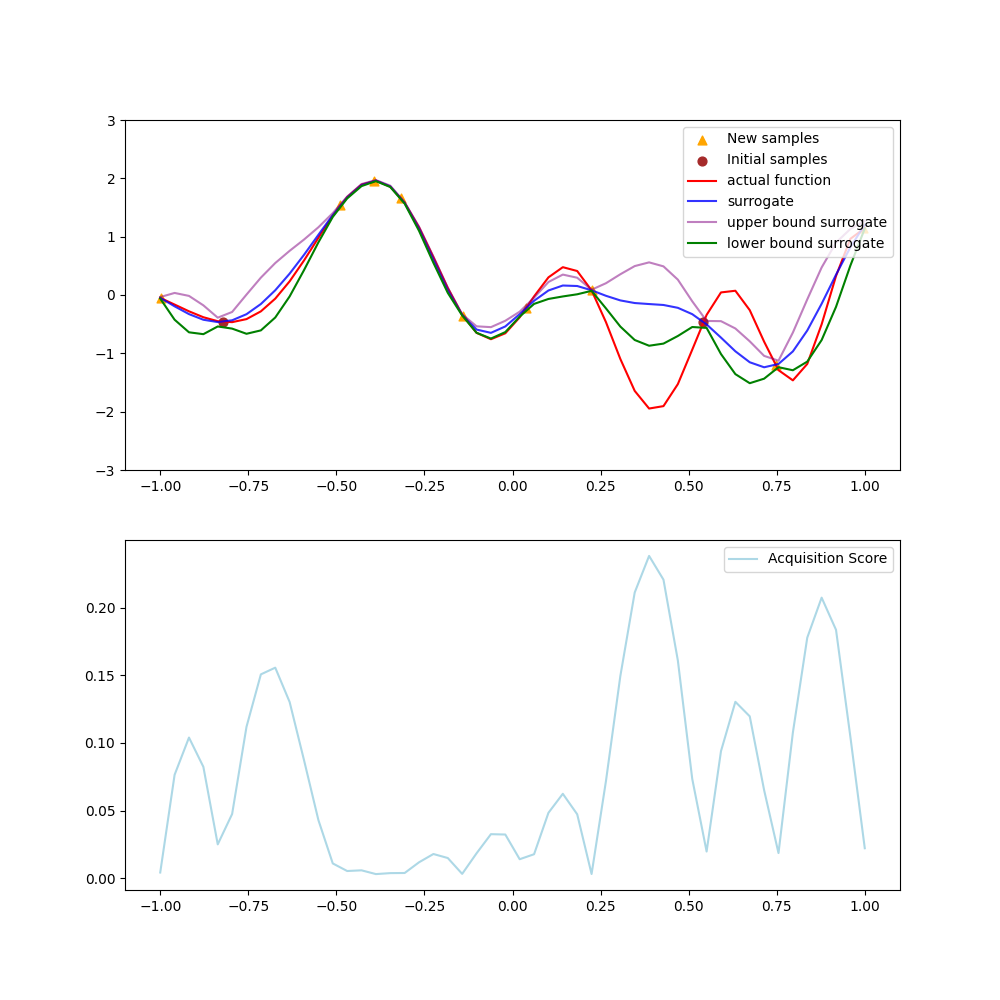 3
2
1
0
−1
−2
−3
New samples
Initial samples
actual function
surrogate
upper bound surrogate
lower bound surrogate
−1.00 −0.75 −0.50 −0.25 0.00 0.25 0.50 0.75 1.00
0.20
0.15
0.10
0.05
0.00
Acquisition Score
−1.00 −0.75 −0.50 −0.25 0.00 0.25 0.50 0.75 1.00